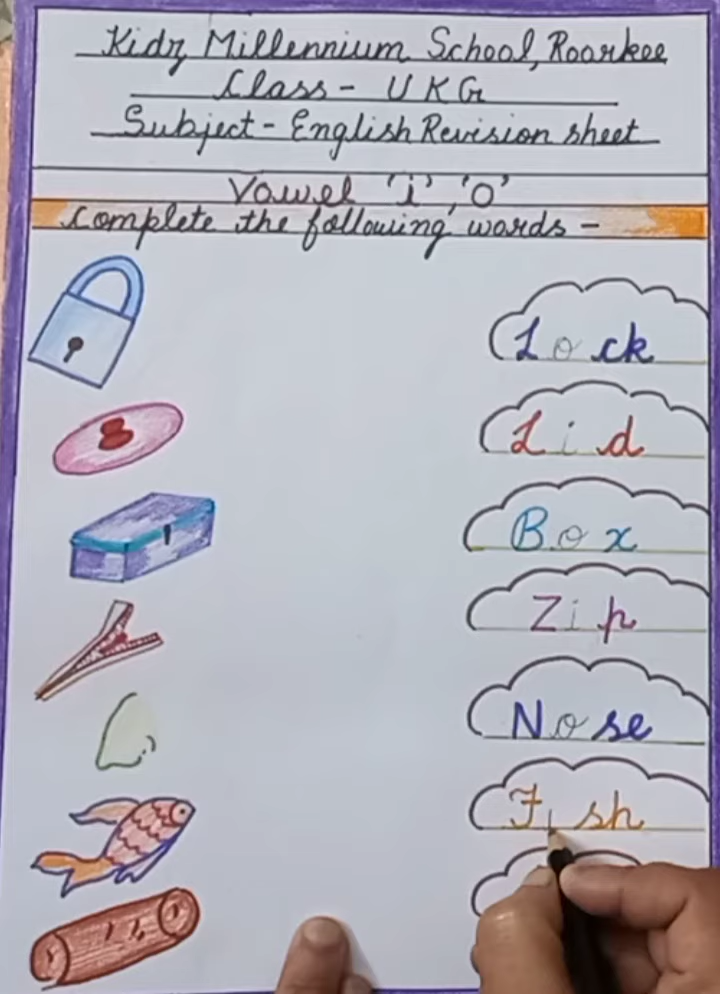 Kidz Millennium School, Roorkee
Class - U K G
Subject - English Revision sheet
Vowel 'i', 'o'
Complete the following words -
Lock
Lid
Box
Zip
Nose
Fish